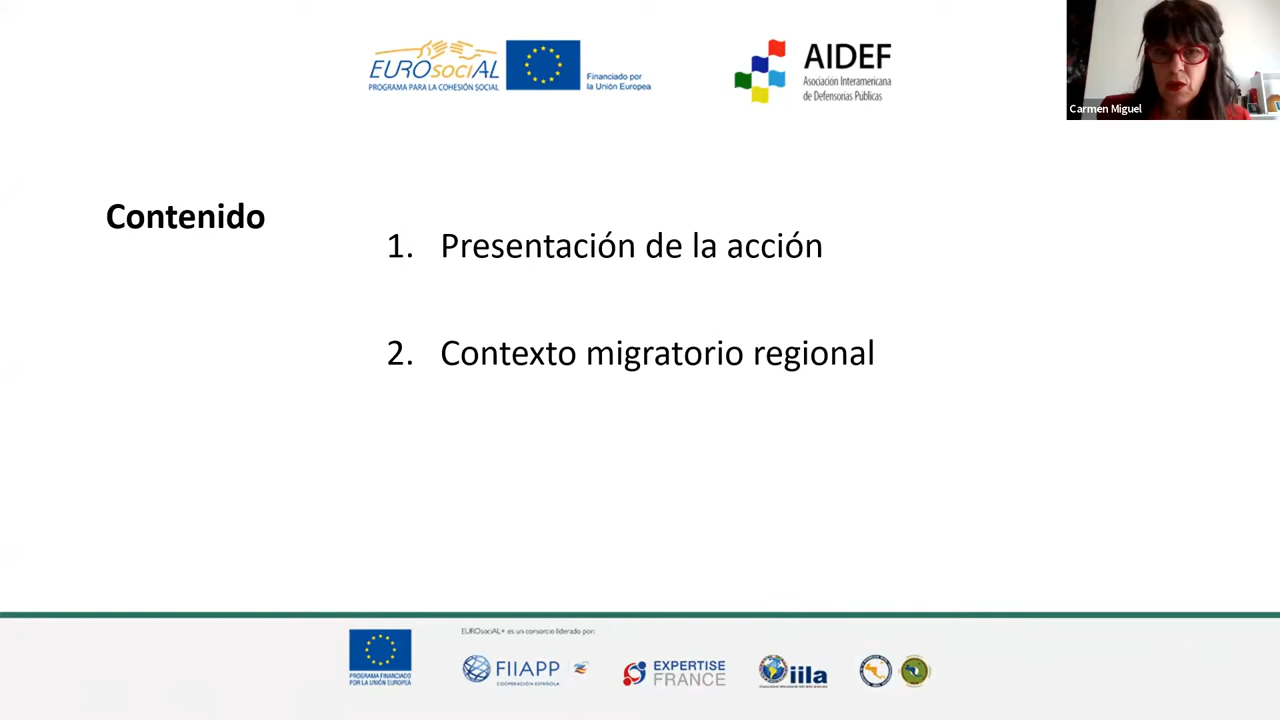 EUROsociAL
PROGRAMA PARA LA COHESIÓN SOCIAL
Financiado por
la Unión Europea
AIDEF
Asociación Interamericana
de Defensorías Públicas
Carmen Miguel
Contenido
1. Presentación de la acción
2. Contexto migratorio regional
PROGRAMA FINANCIADO
POR LA UNIÓN EUROPEA
EUROsociAL+ es un consorcio liderado por:
FIIAPP
COOPERACIÓN ESPAÑOLA
EXPERTISE
FRANCE
iila